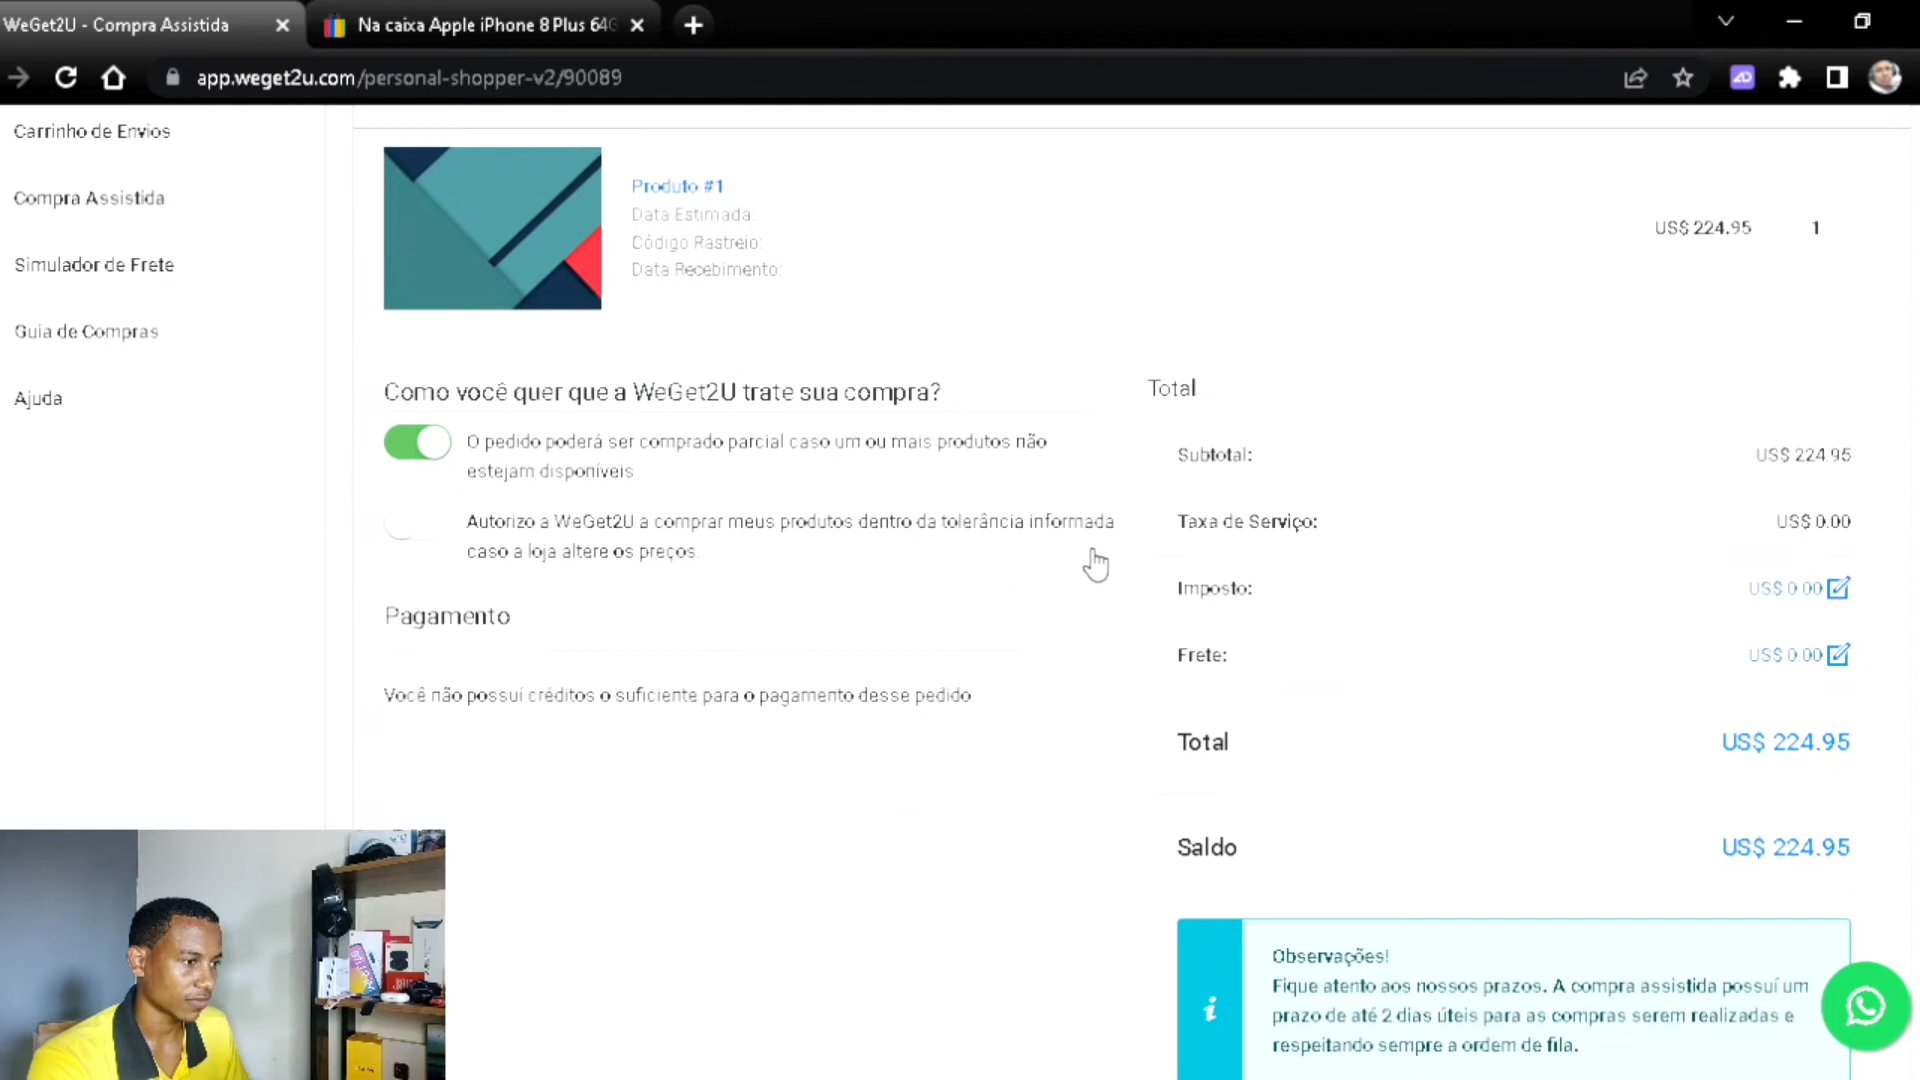 WeGet2U - Compra Assistida
Na caixa Apple iPhone 8 Plus 64G
app.weget2u.com/personal-shopper-v2/90089
Carrinho de Envios
Compra Assistida
Simulador de Frete
Guia de Compras
Ajuda
Produto #1
Data Estimada:
Código Rastreio:
Data Recebimento:
US$ 224.95 1
Como você quer que a WeGet2U trate sua compra?
O pedido poderá ser comprado parcial caso um ou mais produtos não
estejam disponíveis
Autorizo a WeGet2U a comprar meus produtos dentro da tolerância informada
caso a loja altere os preços.
Pagamento
Você não possuí créditos o suficiente para o pagamento desse pedido
Total
Subtotal: US$ 224.95
Taxa de Serviço: US$ 0.00
Imposto: US$ 0.00
Frete: US$ 0.00
Total US$ 224.95
Saldo US$ 224.95
Observações!
Fique atento aos nossos prazos. A compra assistida possuí um
prazo de até 2 dias úteis para as compras serem realizadas e
respeitando sempre a ordem de fila.